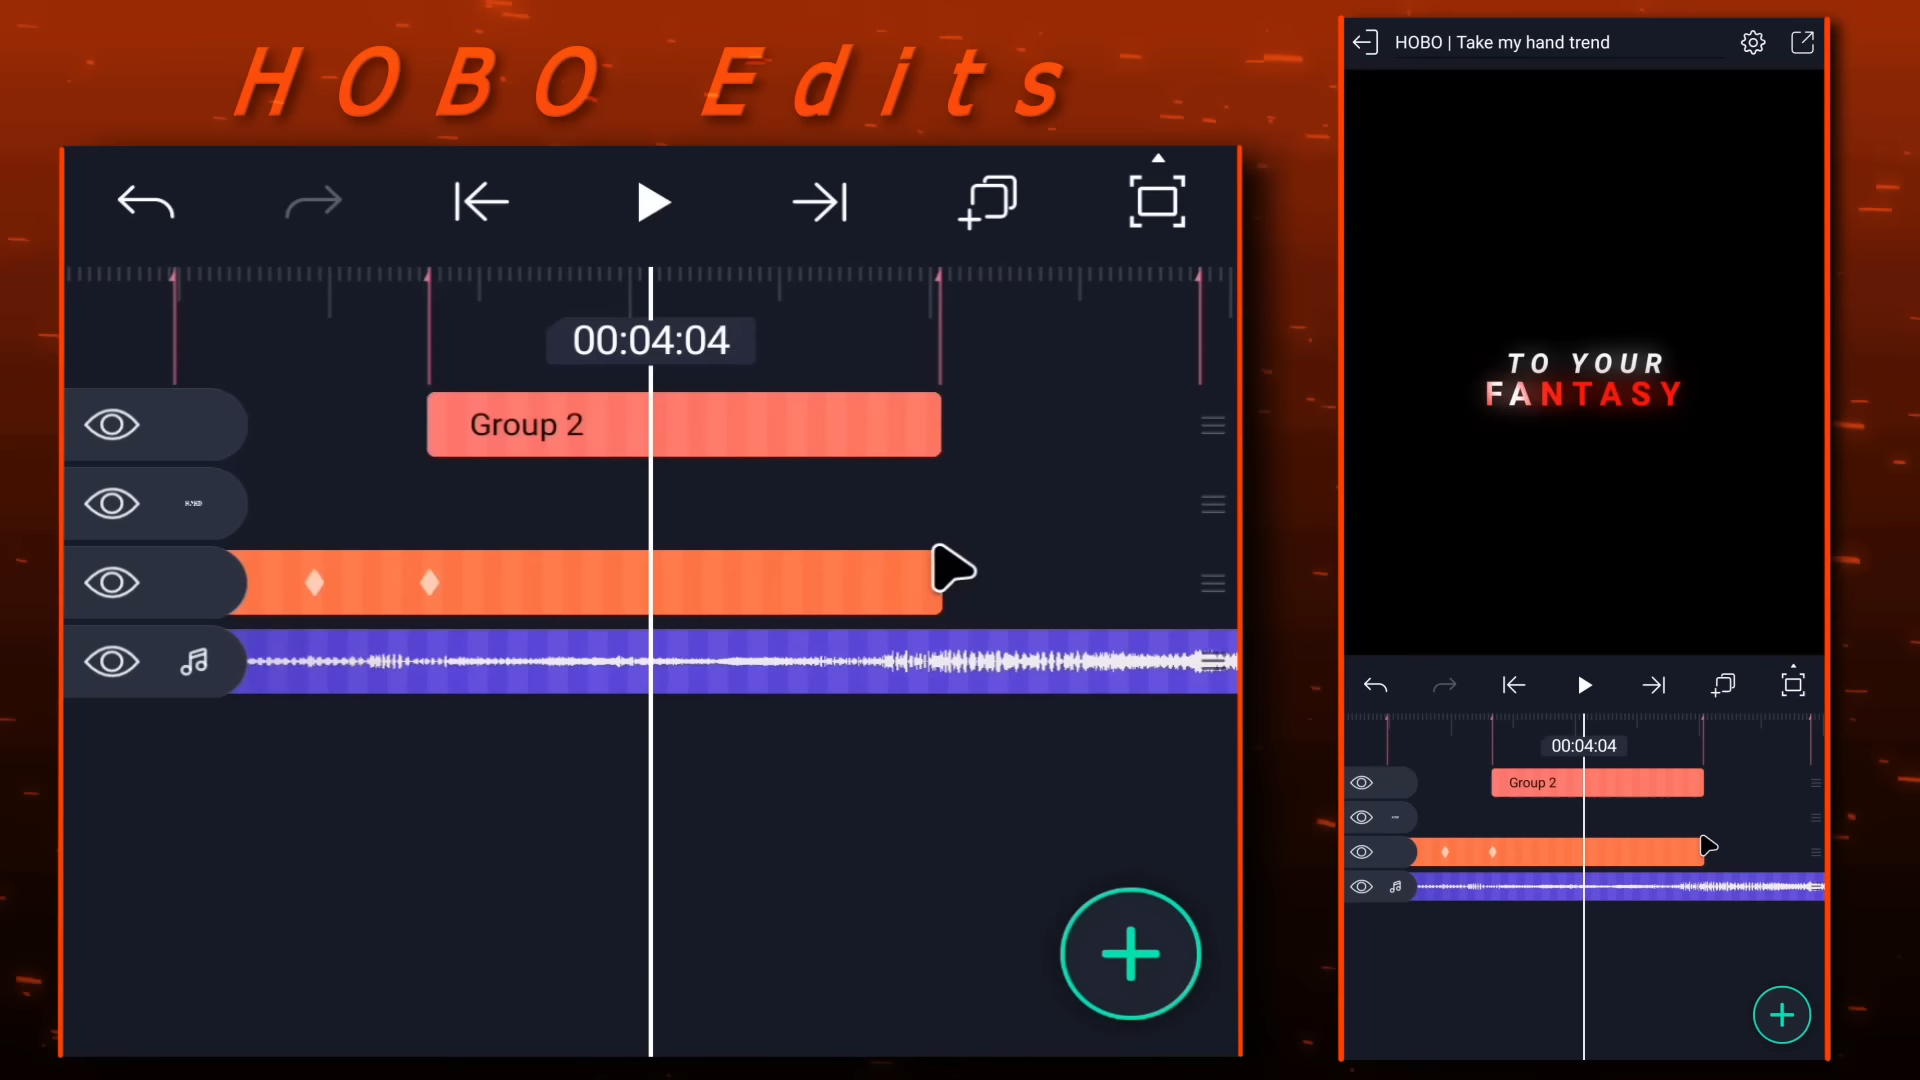 HOBO Edits
00:04:04
Group 2
HOBO | Take my hand trend
TO YOUR
FANTASY
00:04:04
Group 2